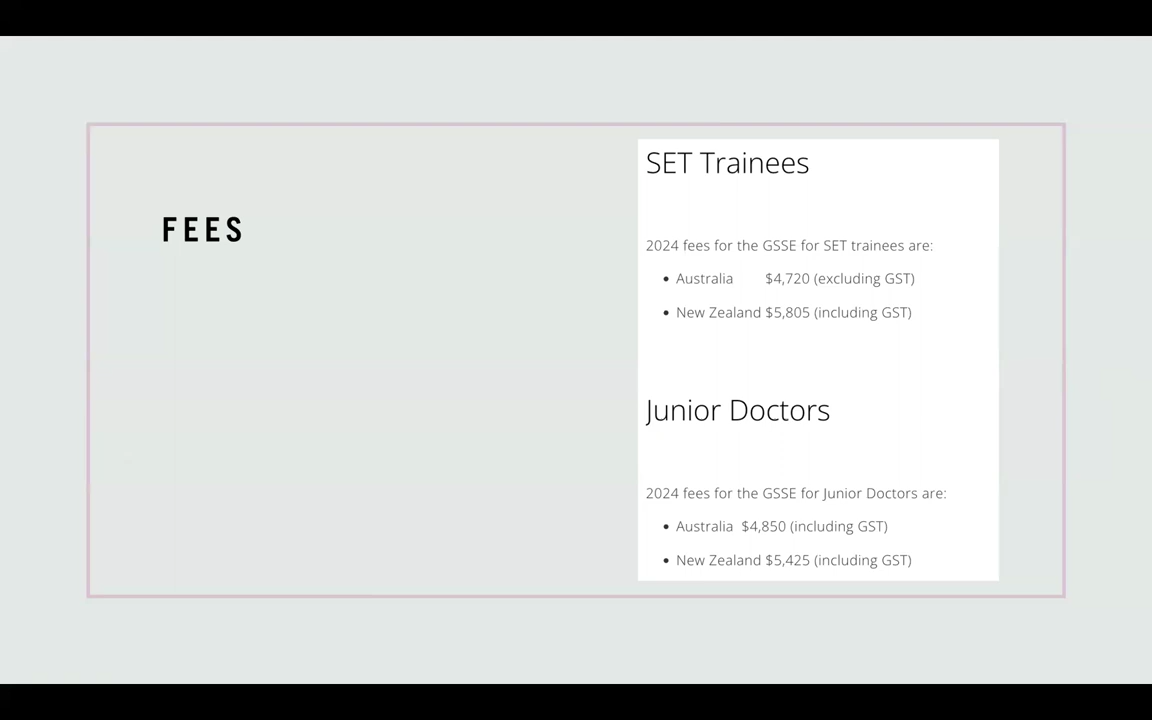 FEES
SET Trainees
2024 fees for the GSSE for SET trainees are:
• Australia $4,720 (excluding GST)
• New Zealand $5,805 (including GST)
Junior Doctors
2024 fees for the GSSE for Junior Doctors are:
• Australia $4,850 (including GST)
• New Zealand $5,425 (including GST)